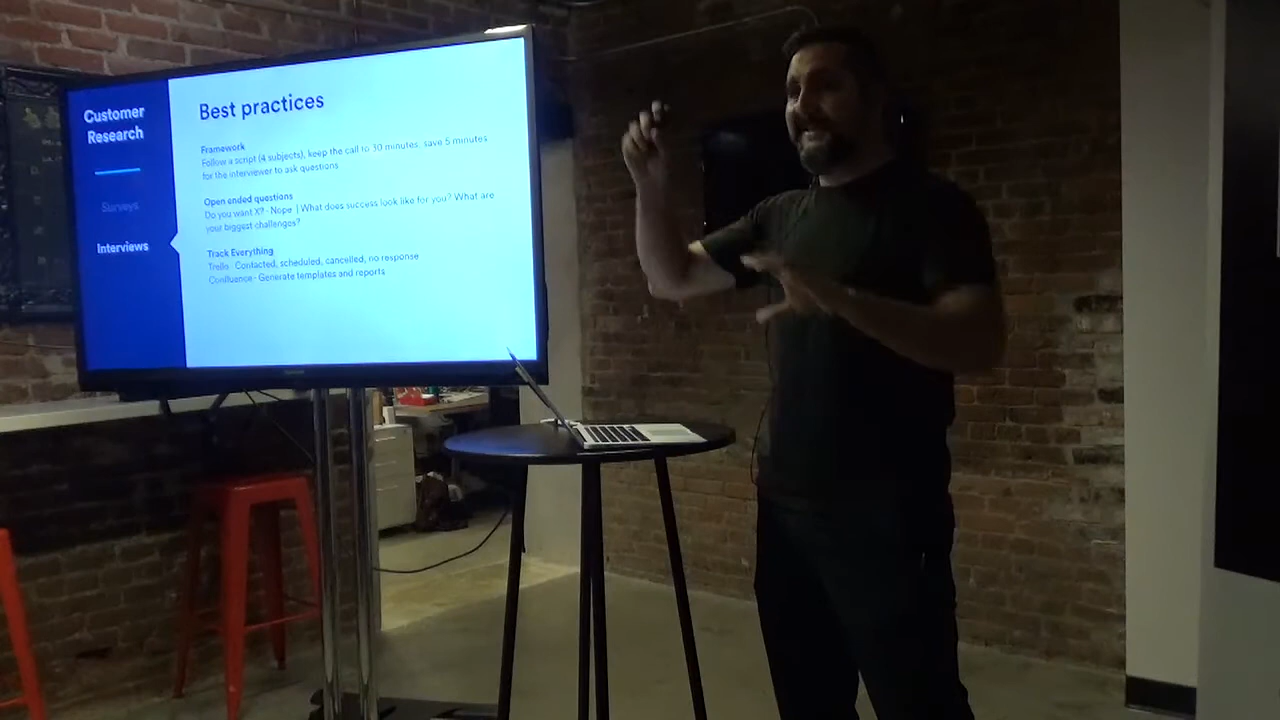 Customer
Research
Surveys
Interviews
Best practices
Framework
Follow a script (4 subjects), keep the call to 30 minutes, save 5 minutes
for the interviewer to ask questions
Open ended questions
Do you want X? - Nope | What does success look like for you? What are
your biggest challenges?
Track Everything
Trello - Contacted, scheduled, cancelled, no response
Confluence - Generate templates and reports